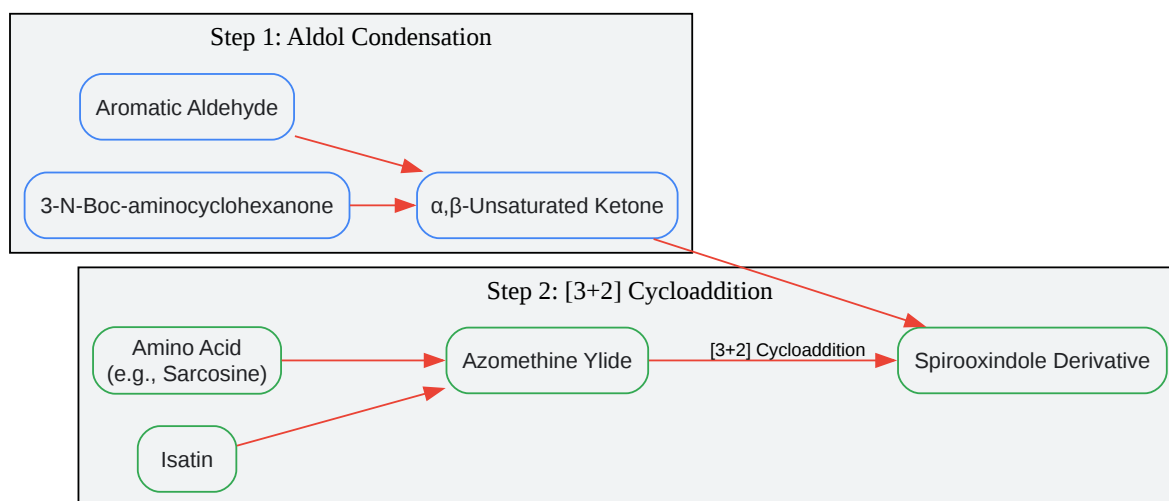 Step 1: Aldol Condensation
Aromatic Aldehyde
3-N-Boc-aminocyclohexanone
α,β-Unsaturated Ketone
Step 2: [3+2] Cycloaddition
Amino Acid
(e.g., Sarcosine)
Azomethine Ylide
[3+2] Cycloaddition
Spirooxindole Derivative
Isatin